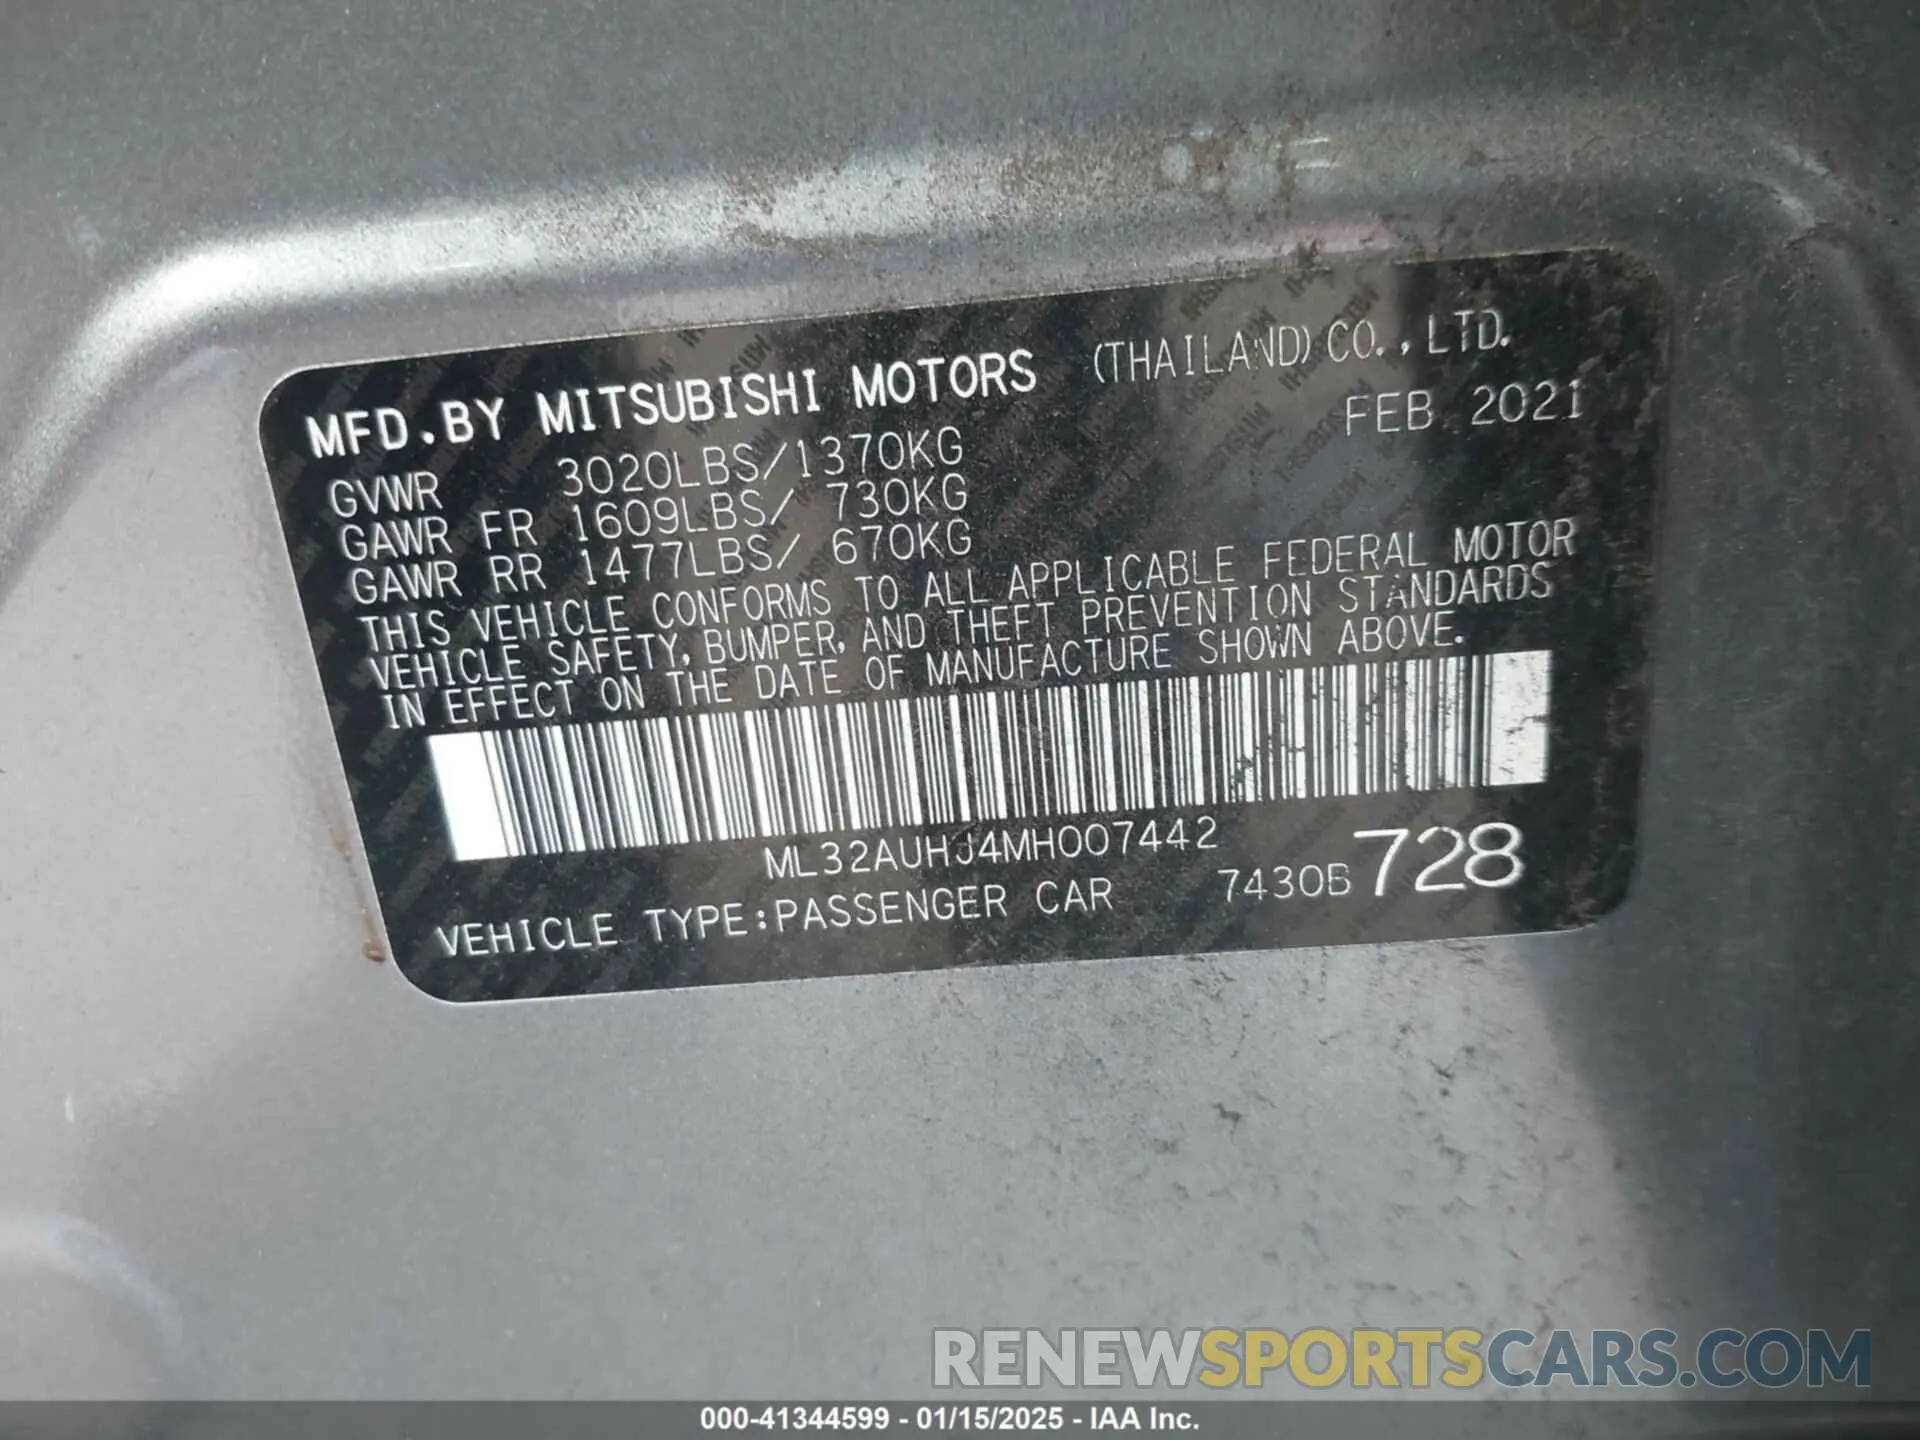 MFD.BY MITSUBISHI MOTORS (THAILAND) CO., LTD.
FEB 2021
GVWR 3020LBS/1370KG
GAWR FR 1609LBS/ 730KG
GAWR RR 1477LBS/ 670KG
THIS VEHICLE CONFORMS TO ALL APPLICABLE FEDERAL MOTOR
VEHICLE SAFETY, BUMPER, AND THEFT PREVENTION STANDARDS
IN EFFECT ON THE DATE OF MANUFACTURE SHOWN ABOVE.
ML32AUHJ4MH007442
VEHICLE TYPE:PASSENGER CAR 7430B 728
RENEWSPORTSCARS.COM
000-41344599 - 01/15/2025 - IAA Inc.